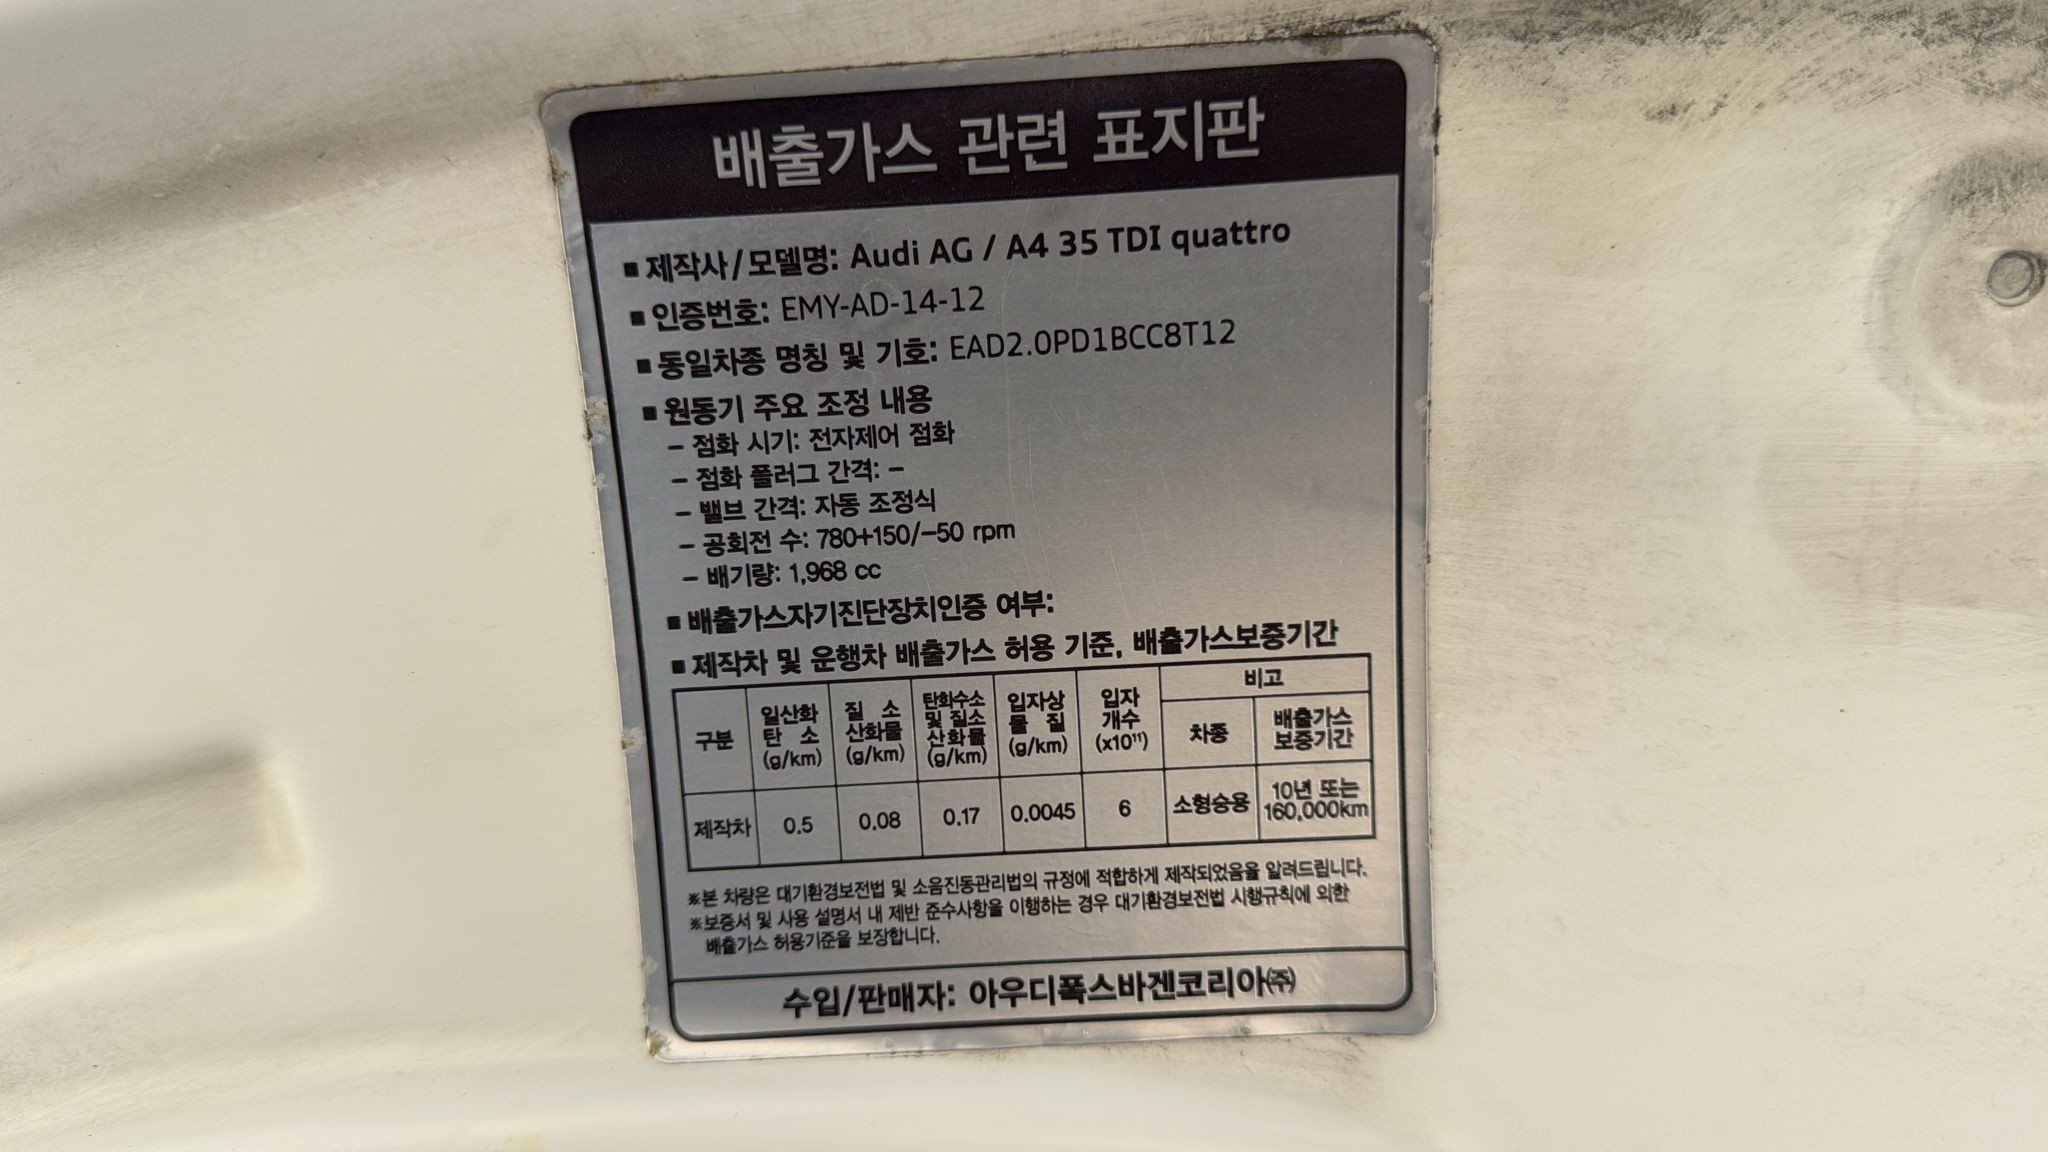 배출가스 관련 표지판
▪ 제작사/모델명: Audi AG / A4 35 TDI quattro
▪ 인증번호: EMY-AD-14-12
▪ 동일차종 명칭 및 기호: EAD2.0PD1BCC8T12
▪ 원동기 주요 조정 내용
– 점화 시기: 전자제어 점화
– 점화 플러그 간격: –
– 밸브 간격: 자동 조정식
– 공회전 수: 780+150/–50 rpm
– 배기량: 1,968 cc
▪ 배출가스자기진단장치인증 여부:
▪ 제작차 및 운행차 배출가스 허용 기준, 배출가스보증기간
구분 일산화 탄 소 (g/km) 질 소 산화물 (g/km) 탄화수소 및 질소 산화물 (g/km) 입자상 물 질 (g/km) 입자 개수 (x10¹¹) 비고
차종 배출가스 보증기간
제작차 0.5 0.08 0.17 0.0045 6 소형승용 10년 또는 160,000km
※본 차량은 대기환경보전법 및 소음진동관리법의 규정에 적합하게 제작되었음을 알려드립니다.
※보증서 및 사용 설명서 내 제반 준수사항을 이행하는 경우 대기환경보전법 시행규칙에 의한
배출가스 허용기준을 보장합니다.
수입/판매자: 아우디폭스바겐코리아㈜